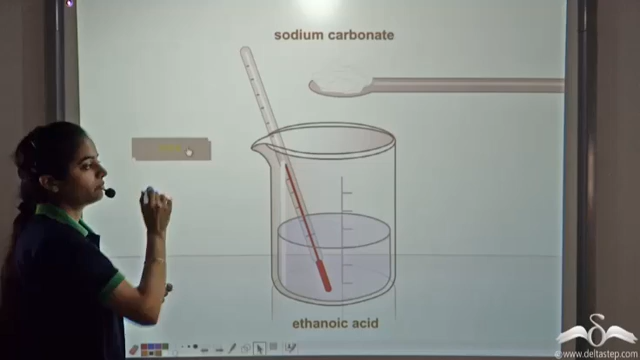 sodium carbonate
ethanoic acid
© www.deltastep.com